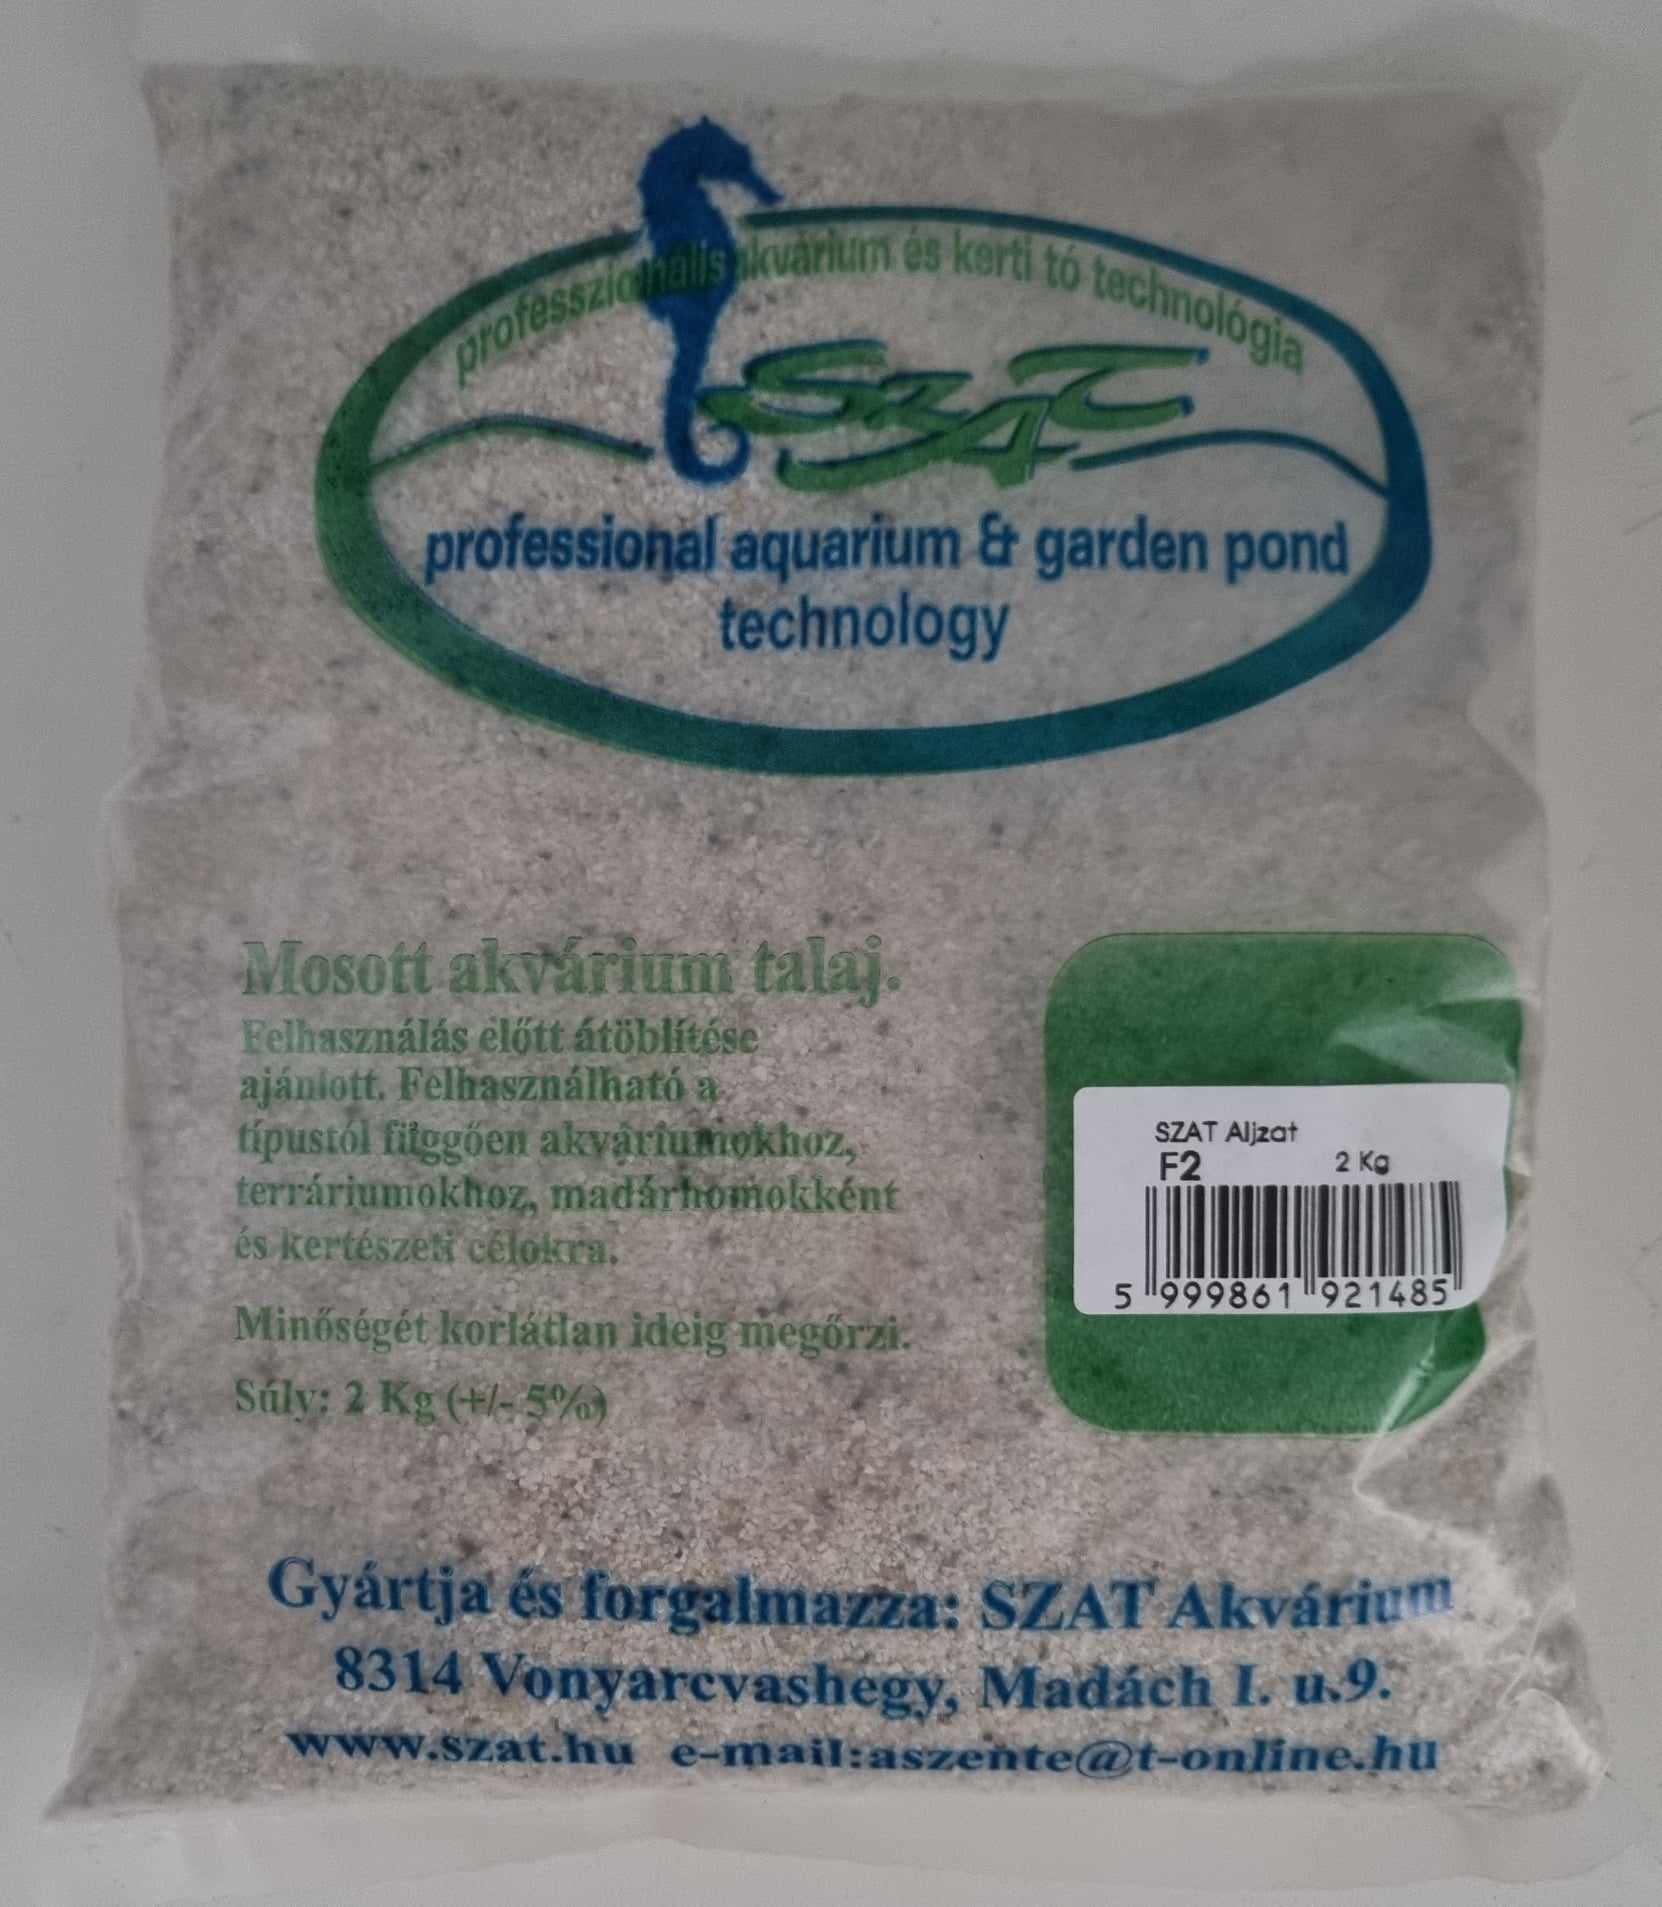 professzionális akvárium és kerti tó technológia
SZAT
professional aquarium & garden pond
technology
Mosott akvárium talaj.
Felhasználás előtt átöblítése
ajánlott. Felhasználható a
típustól függően akváriumokhoz,
terráriumokhoz, madárhomokként
és kertészeti célokra.
Minőségét korlátlan ideig megőrzi.
Súly: 2 Kg (+/- 5%)
SZAT Aljzat
F2 2 Kg
5 999861 921485
Gyártja és forgalmazza: SZAT Akvárium
8314 Vonyarcvashegy, Madách I. u.9.
www.szat.hu e-mail:aszente@t-online.hu